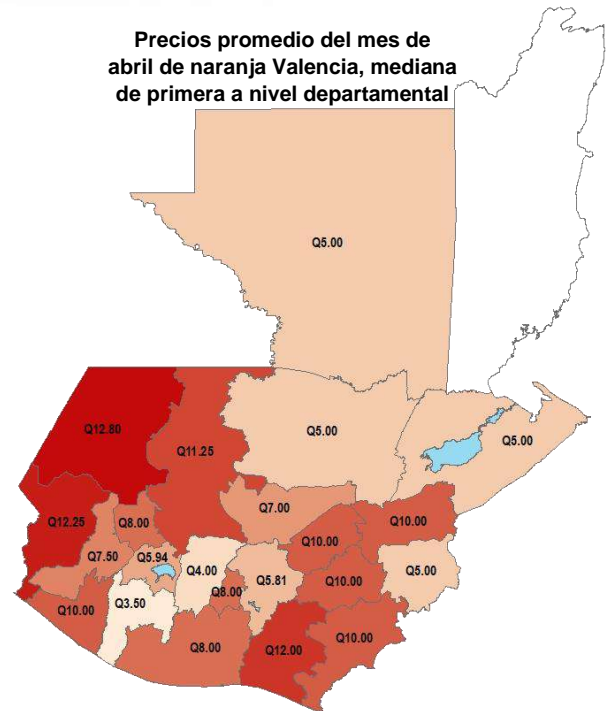 Precios promedio del mes de
abril de naranja Valencia, mediana
de primera a nivel departamental
Q5.00
Q12.80
Q11.25
Q5.00
Q5.00
Q12.25
Q8.00
Q7.00
Q10.00
Q7.50
Q5.94
Q4.00
Q10.00
Q5.81
Q10.00
Q5.00
Q10.00
Q3.50
Q8.00
Q8.00
Q12.00
Q10.00